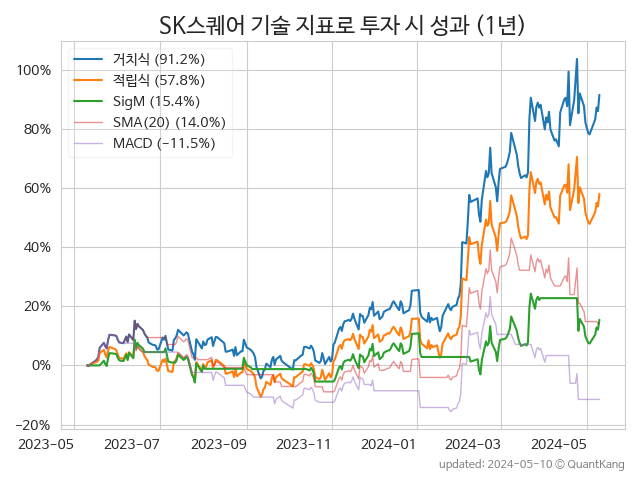 SK스퀘어 기술 지표로 투자 시 성과 (1년)
거치식 (91.2%)
적립식 (57.8%)
SigM (15.4%)
SMA(20) (14.0%)
MACD (−11.5%)
100%
80%
60%
40%
20%
0%
−20%
2023-05 2023-07 2023-09 2023-11 2024-01 2024-03 2024-05
updated: 2024-05-10 © QuantKang